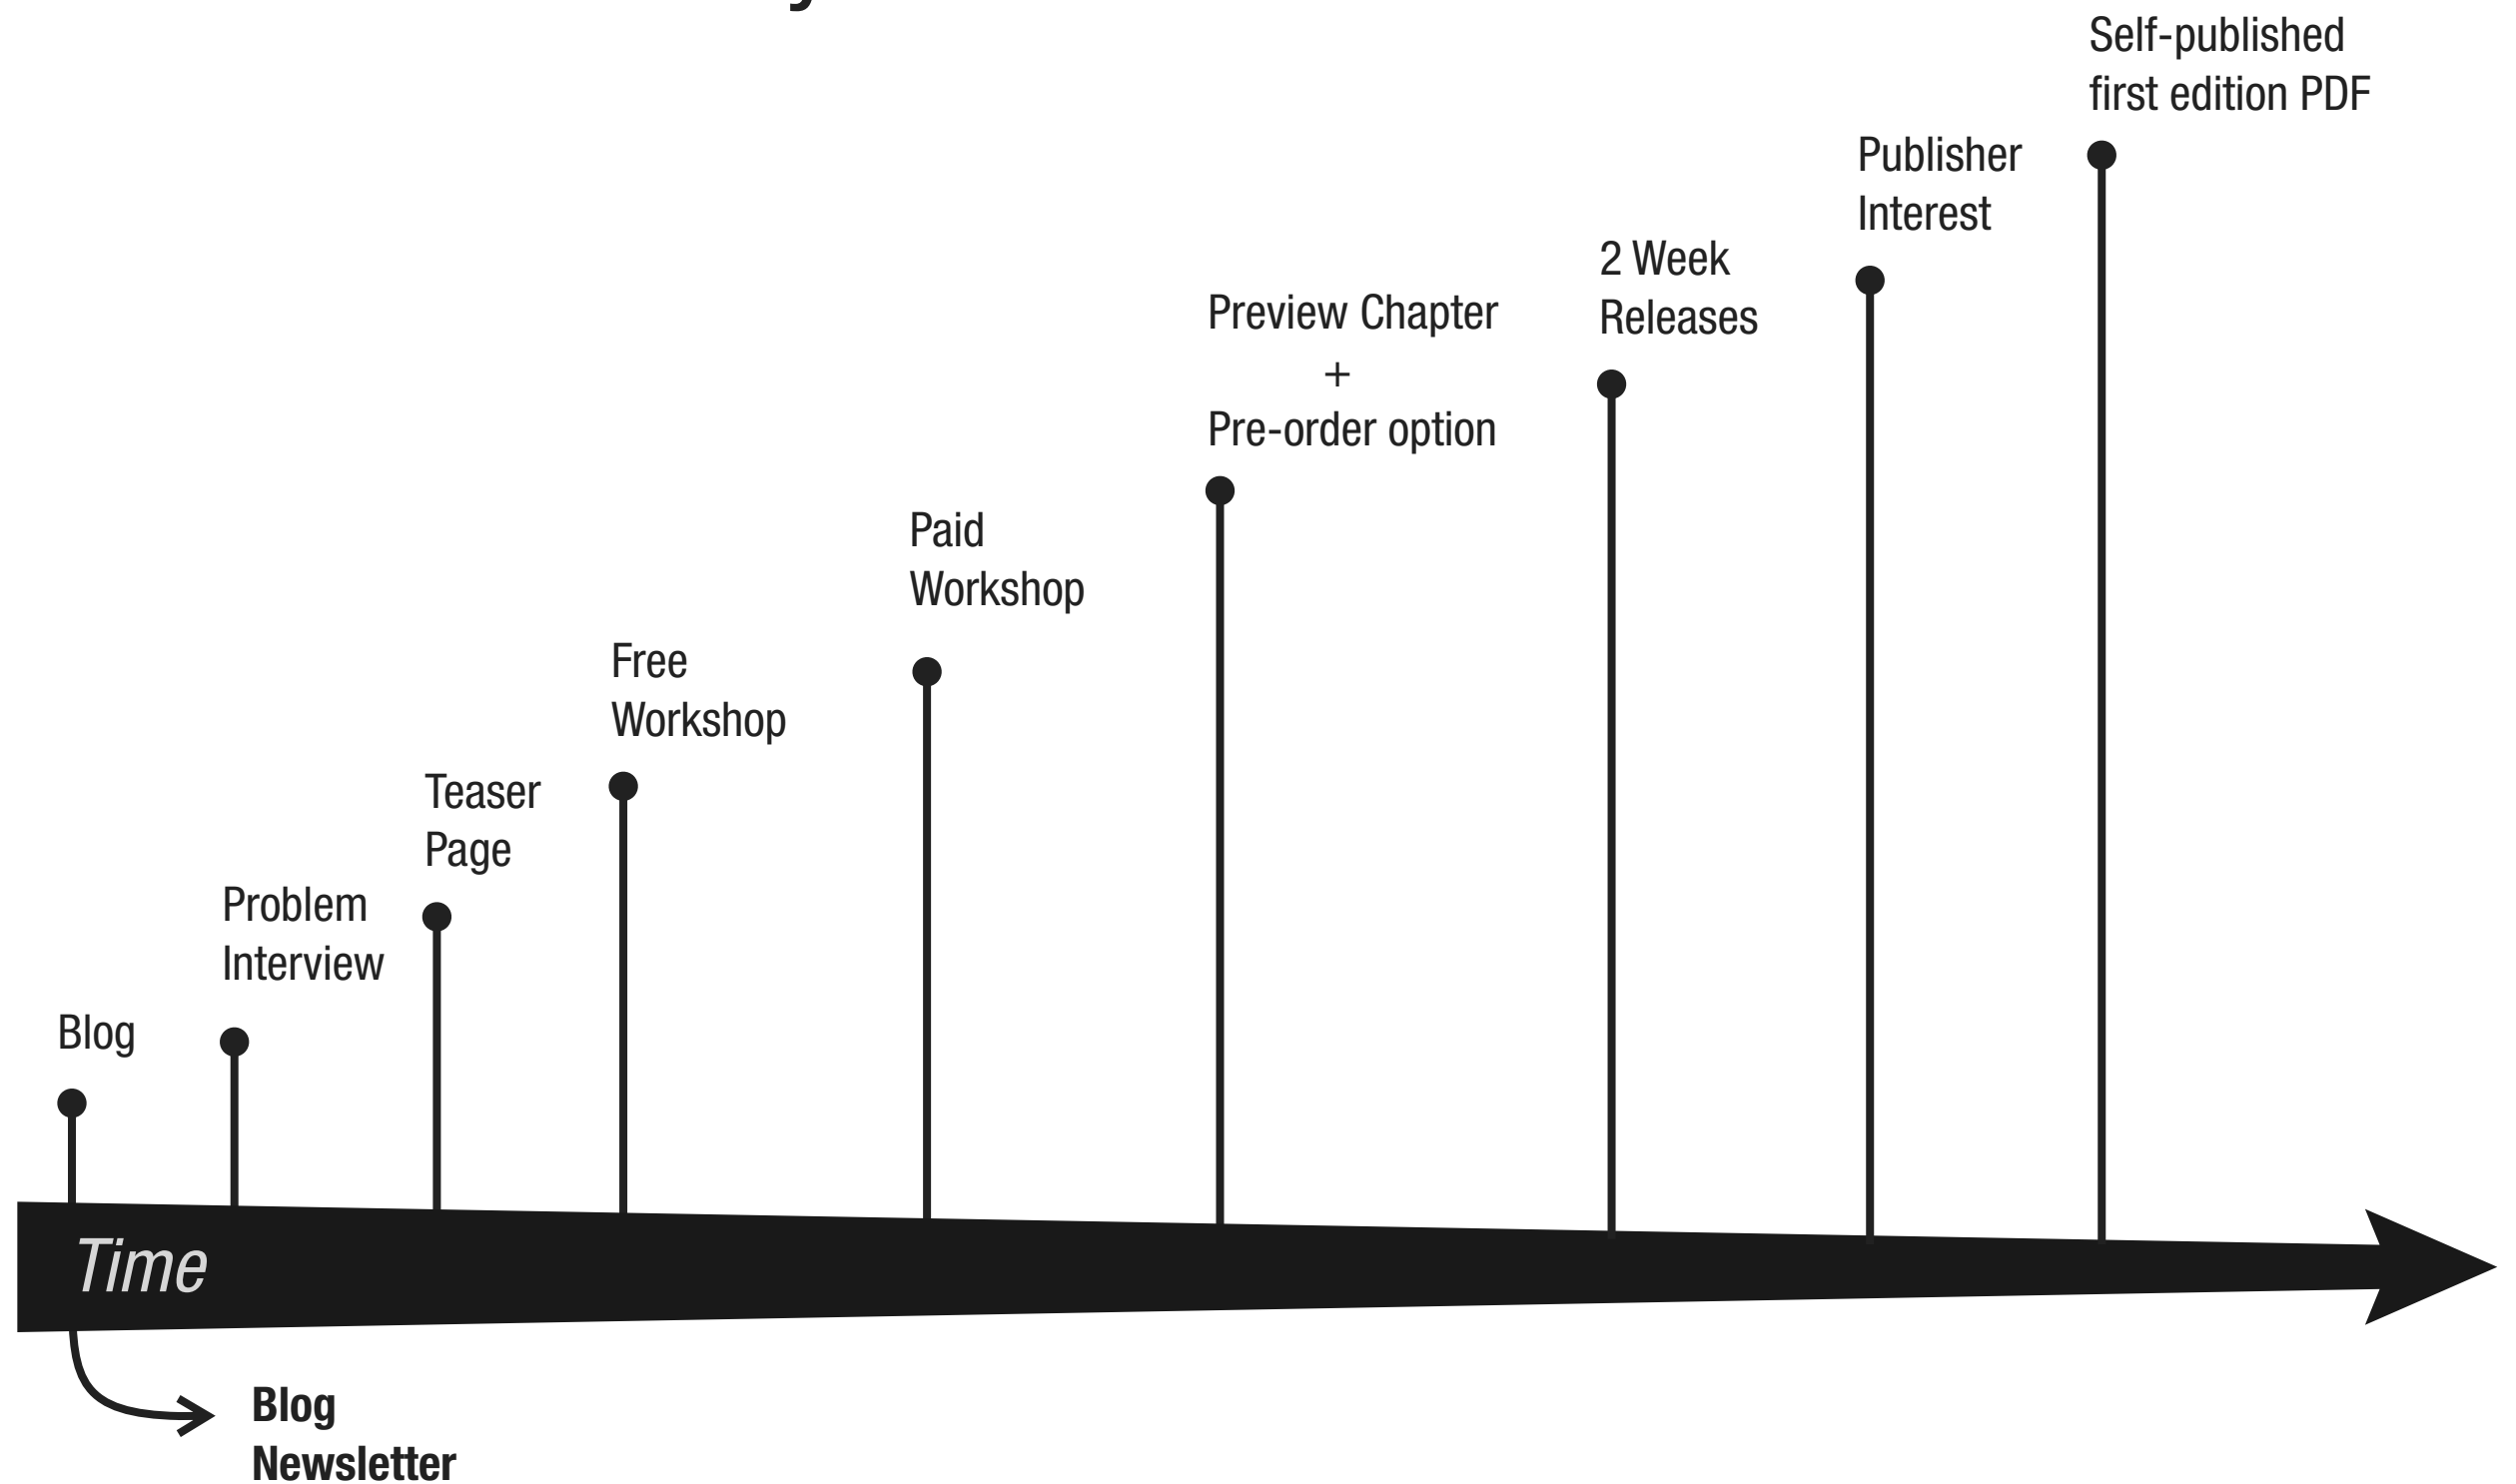 Self-published
first edition PDF
Publisher
Interest
2 Week
Releases
Preview Chapter
+
Pre-order option
Paid
Workshop
Free
Workshop
Teaser
Page
Problem
Interview
Blog
Time
Blog
Newsletter